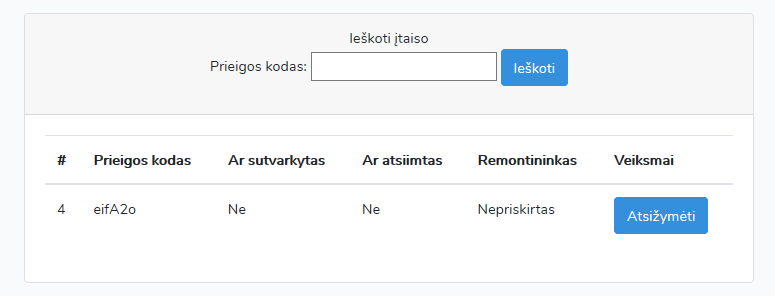 Ieškoti įtaiso
Prieigos kodas: Ieškoti
# Prieigos kodas Ar sutvarkytas Ar atsiimtas Remontininkas Veiksmai
4 eifA2o Ne Ne Nepriskirtas Atsižymėti